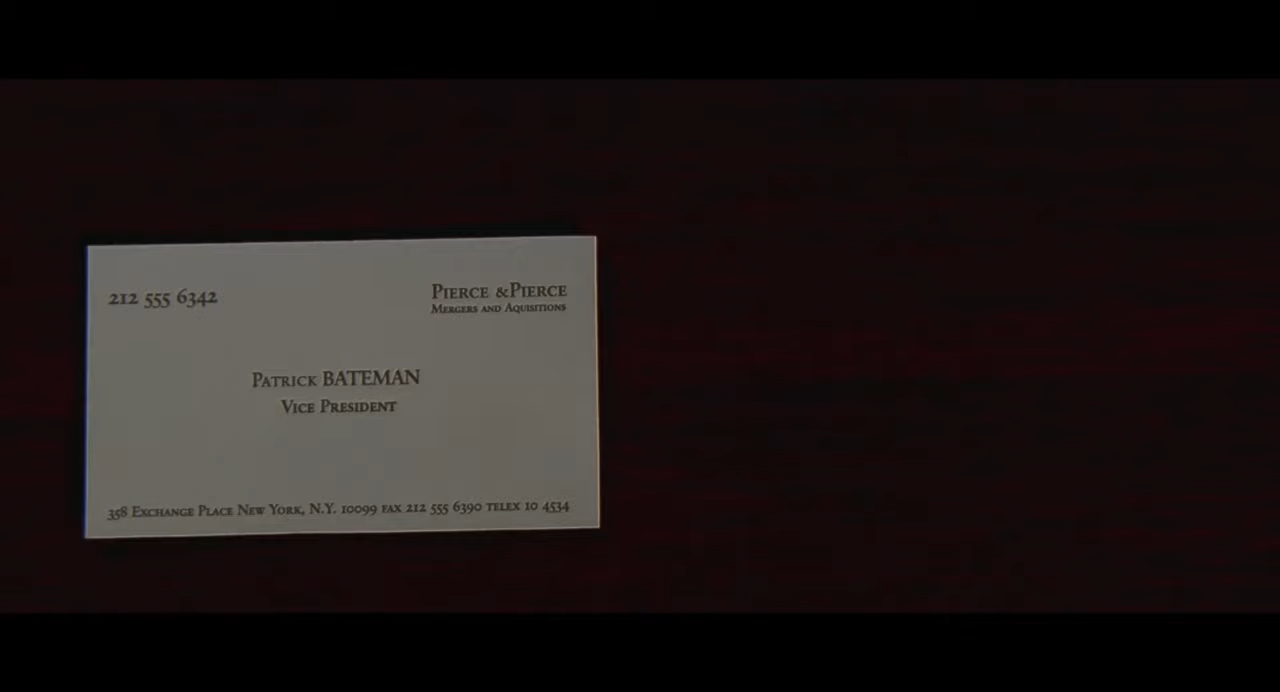 212 555 6342
PIERCE &PIERCE
MERGERS AND AQUISITIONS
PATRICK BATEMAN
VICE PRESIDENT
358 EXCHANGE PLACE NEW YORK, N.Y. 10099 FAX 212 555 6390 TELEX 10 4534